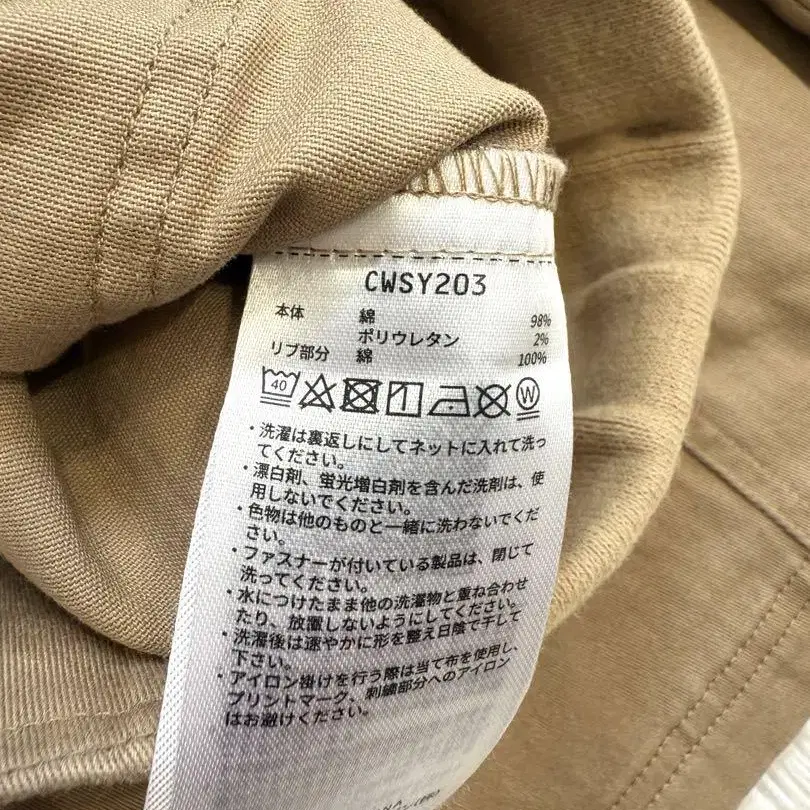 CWSY203
本体 綿 98%
ポリウレタン 2%
リブ部分 綿 100%
40 W
・洗濯は裏返しにしてネットに入れて洗っ
てください。
・漂白剤、蛍光増白剤を含んだ洗剤は、使
用しないでください。
・色物は他のものと一緒に洗わないでくだ
さい。
・ファスナーが付いている製品は、閉じて
洗ってください。
・水につけたまま他の洗濯物と重ね合わせ
たり、放置しないようにしてください。
・洗濯後は速やかに形を整え日陰で干して
下さい。
・アイロン掛けを行う際は当て布を使用し、
プリントマーク、刺繍部分へのアイロン
はお避けください。